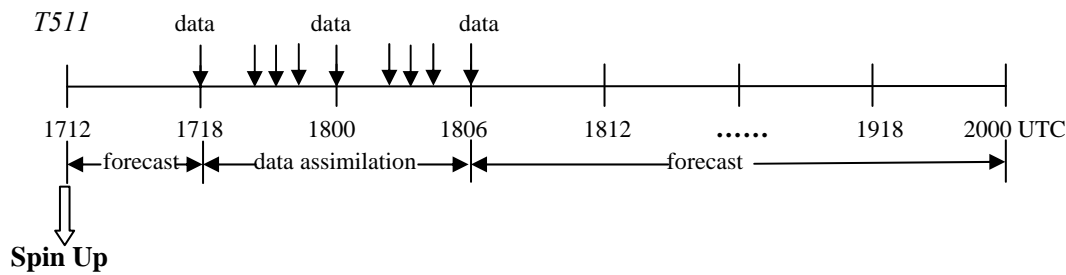 T511 data data data
1712 1718 1800 1806 1812 ...... 1918 2000 UTC
forecast data assimilation forecast
Spin Up